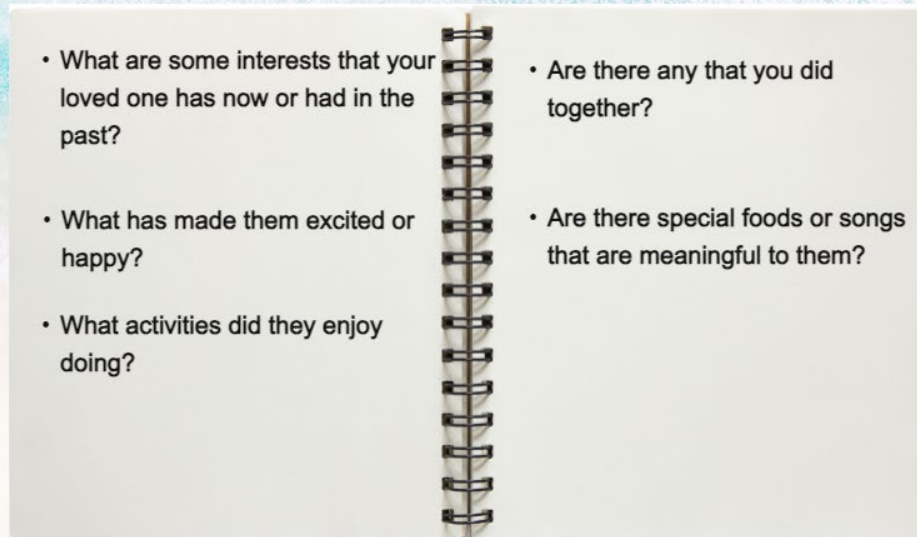 • What are some interests that your
loved one has now or had in the
past?
• What has made them excited or
happy?
• What activities did they enjoy
doing?
• Are there any that you did
together?
• Are there special foods or songs
that are meaningful to them?